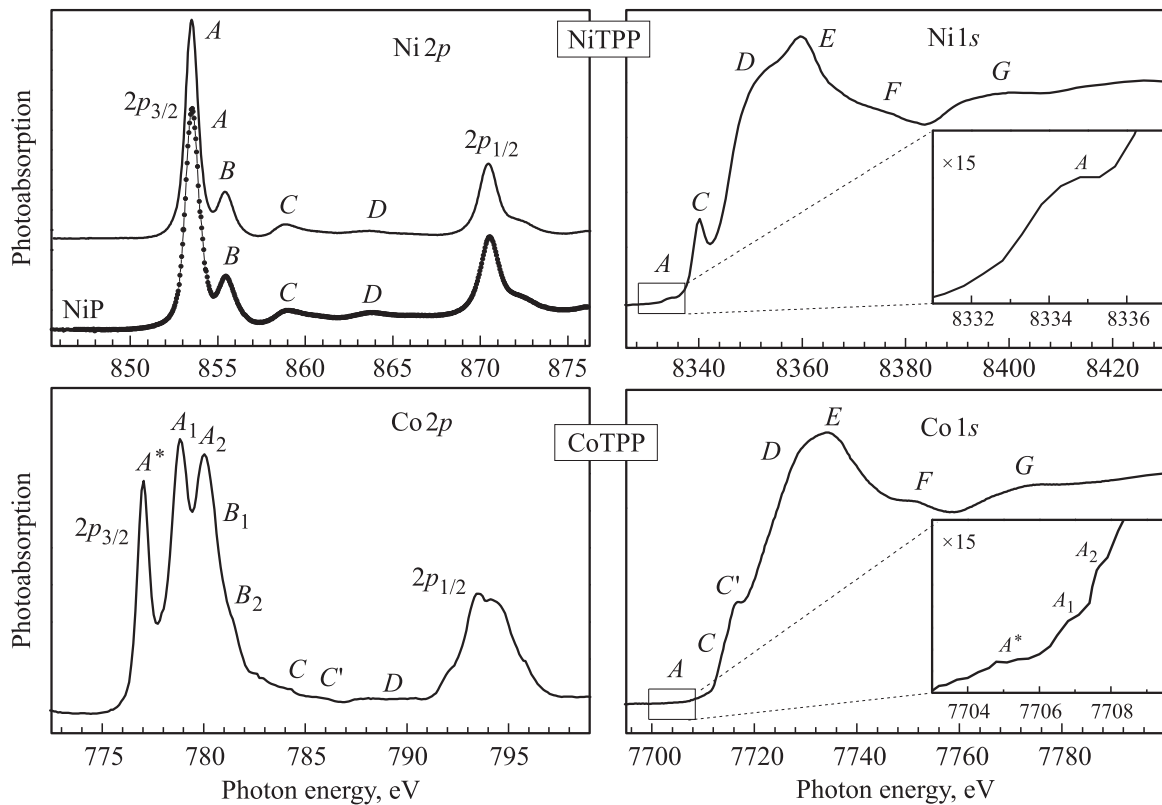 NiTPP
Ni 2p
Photoabsorption
2p3/2
A
A
B
C
D
2p1/2
NiP
B
C
D
850 855 860 865 870 875
Ni 1s
D
E
F
G
C
A
×15
A
8332 8334 8336
8340 8360 8380 8400 8420
CoTPP
Co 2p
Photoabsorption
2p3/2
A*
A1
A2
B1
B2
C
C'
D
2p1/2
775 780 785 790 795
Photon energy, eV
Co 1s
D
E
F
G
C'
C
A
×15
A*
A1
A2
7704 7706 7708
7700 7720 7740 7760 7780
Photon energy, eV